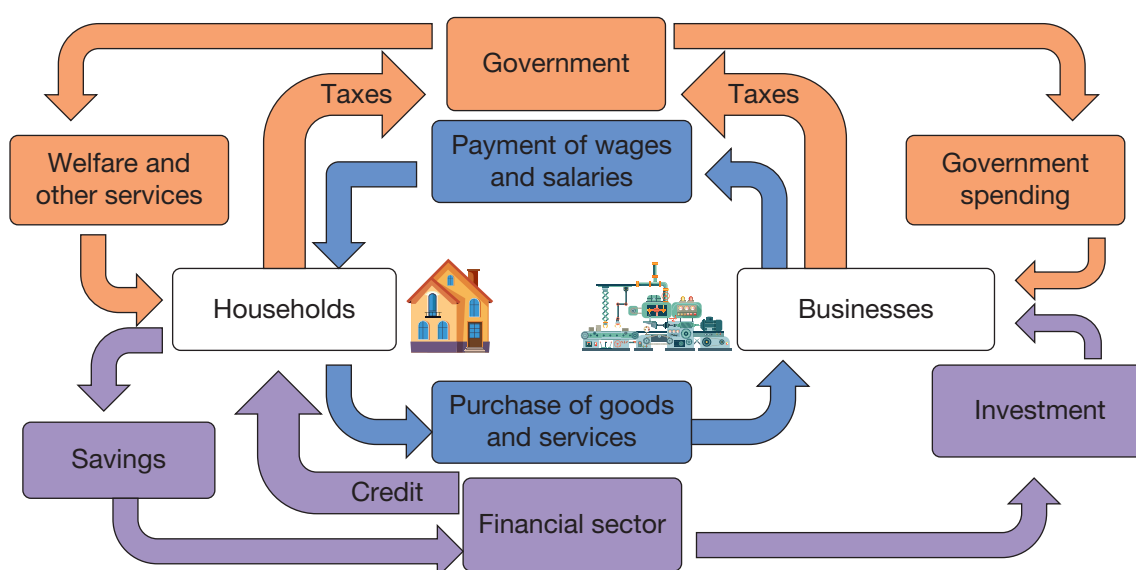 Government
Taxes
Taxes
Payment of wages
and salaries
Welfare and
other services
Government
spending
Households
Businesses
Purchase of goods
and services
Investment
Savings
Credit
Financial sector